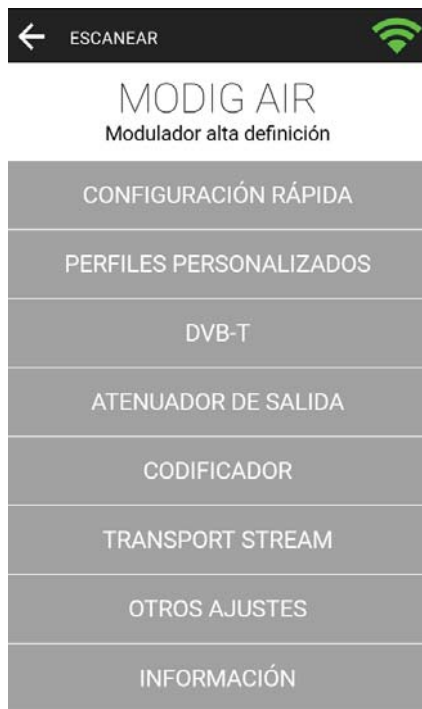 ESCANEAR
MODIG AIR
Modulador alta definición
CONFIGURACIÓN RÁPIDA
PERFILES PERSONALIZADOS
DVB-T
ATENUADOR DE SALIDA
CODIFICADOR
TRANSPORT STREAM
OTROS AJUSTES
INFORMACIÓN